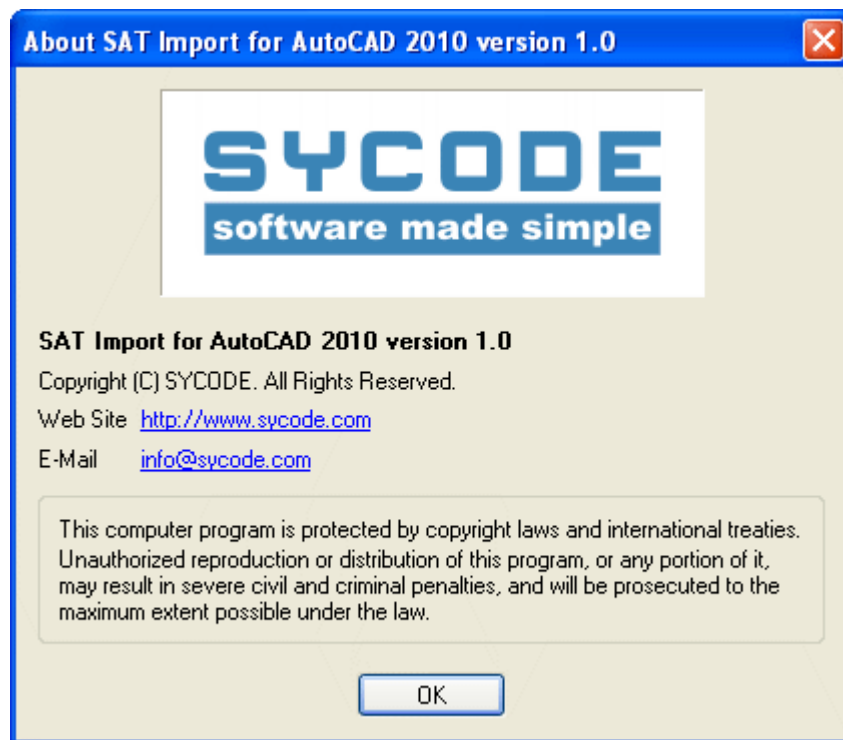 About SAT Import for AutoCAD 2010 version 1.0
SYCODE
software made simple
SAT Import for AutoCAD 2010 version 1.0
Copyright (C) SYCODE. All Rights Reserved.
Web Site http://www.sycode.com
E-Mail info@sycode.com
This computer program is protected by copyright laws and international treaties.
Unauthorized reproduction or distribution of this program, or any portion of it,
may result in severe civil and criminal penalties, and will be prosecuted to the
maximum extent possible under the law.
OK